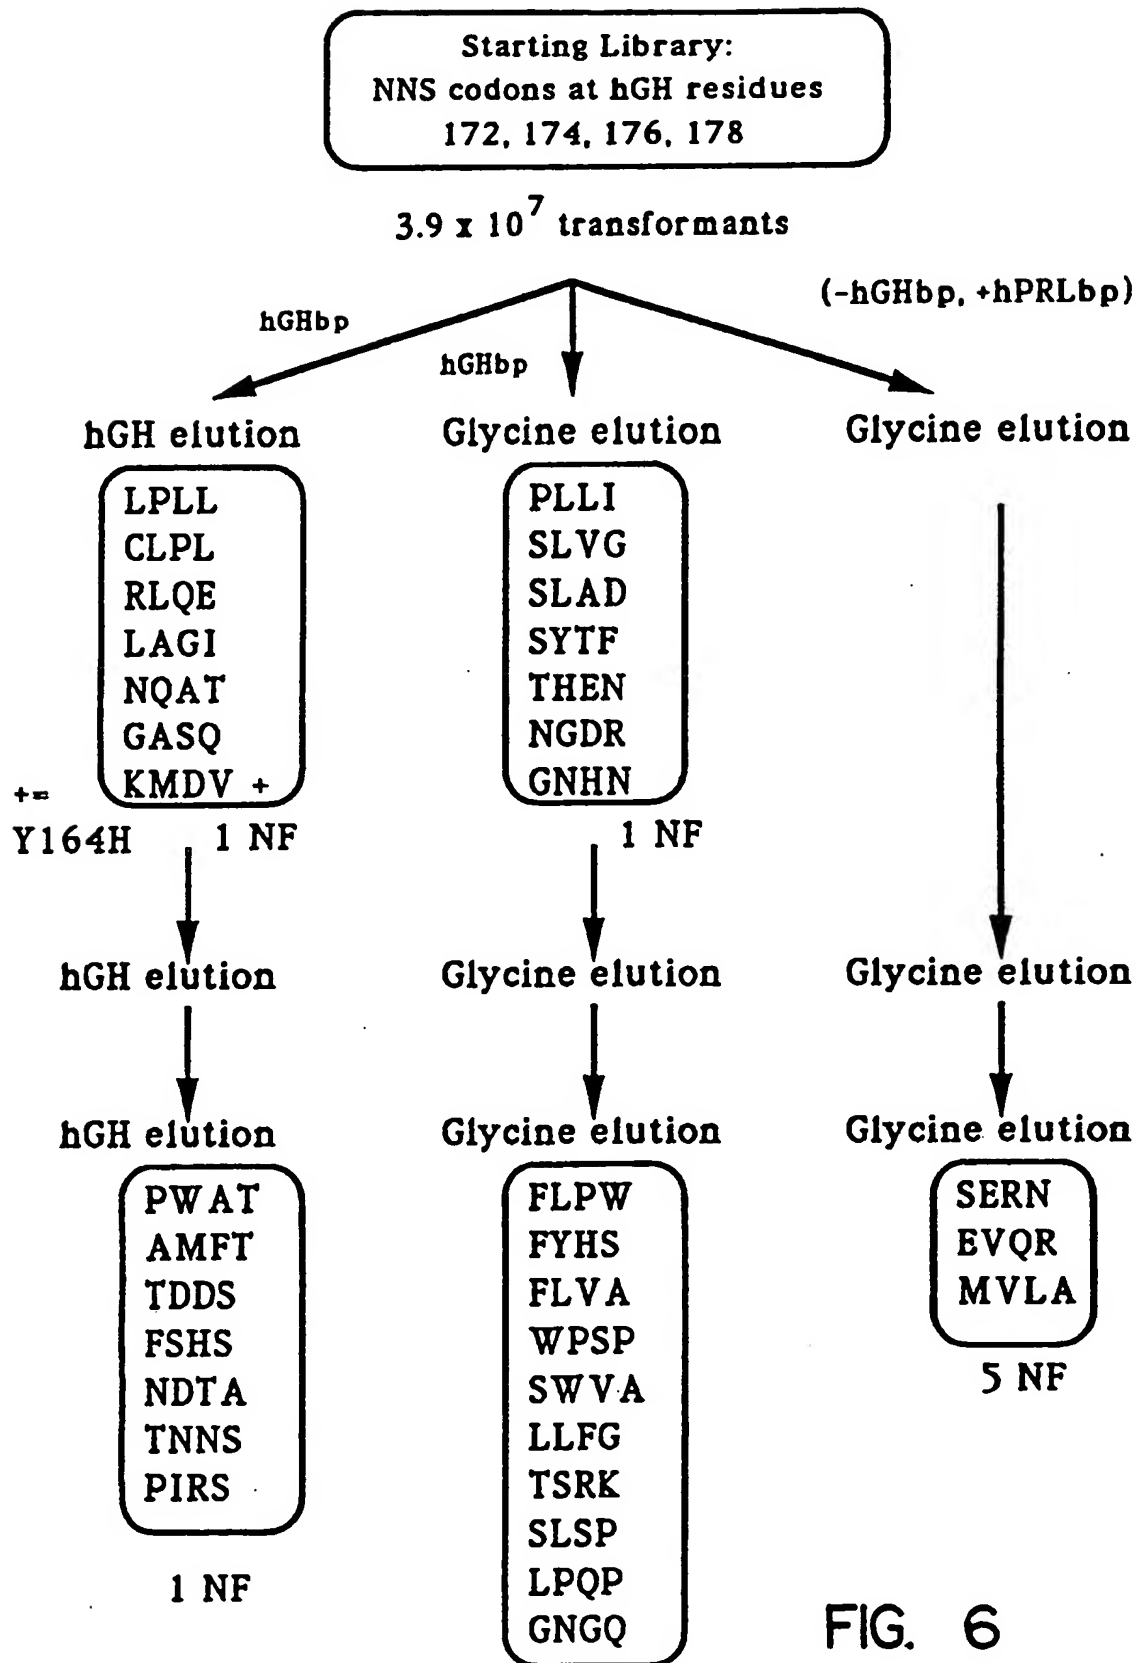 Starting Library:
NNS codons at hGH residues
172, 174, 176, 178
3.9 x 10^7 transformants
(-hGHbp, +hPRLbp)
hGHbp
hGHbp
hGH elution
LPLL
CLPL
RLQE
LAGI
NQAT
GASQ
KMDV +
+=
Y164H
1 NF
hGH elution
hGH elution
PWAT
AMFT
TDDS
FSHS
NDTA
TNNS
PIRS
1 NF
Glycine elution
PLLI
SLVG
SLAD
SYTF
THEN
NGDR
GNHN
1 NF
Glycine elution
Glycine elution
FLPW
FYHS
FLVA
WPSP
SWVA
LLFG
TSRK
SLSP
LPQP
GNGQ
Glycine elution
Glycine elution
Glycine elution
SERN
EVQR
MVLA
5 NF
FIG. 6